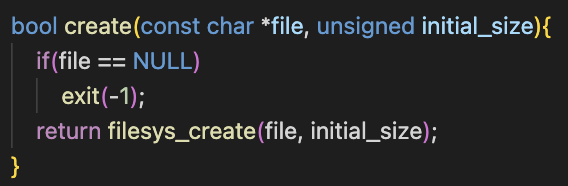 bool create(const char *file, unsigned initial_size){
if(file == NULL)
exit(-1);
return filesys_create(file, initial_size);
}